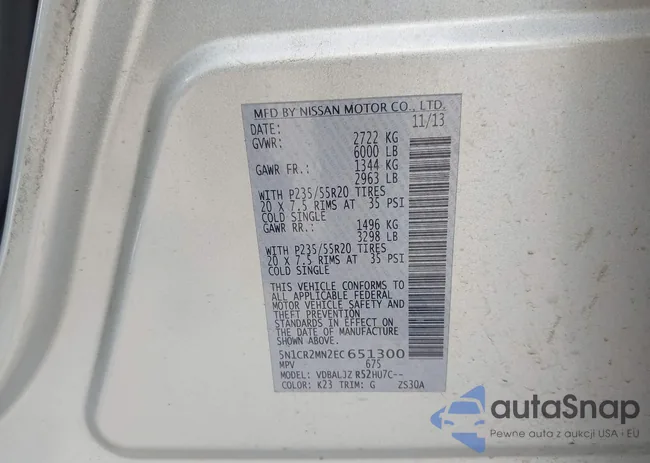 MFD BY NISSAN MOTOR CO., LTD.
DATE: 11/13
GVWR: 2722 KG
6000 LB
GAWR FR.: 1344 KG
2963 LB
WITH P235/55R20 TIRES
20 X 7.5 RIMS AT 35 PSI
COLD SINGLE
GAWR RR.: 1496 KG
3298 LB
WITH P235/55R20 TIRES
20 X 7.5 RIMS AT 35 PSI
COLD SINGLE
THIS VEHICLE CONFORMS TO
ALL APPLICABLE FEDERAL
MOTOR VEHICLE SAFETY AND
THEFT PREVENTION
STANDARDS IN EFFECT ON
THE DATE OF MANUFACTURE
SHOWN ABOVE.
5N1CR2MN2EC651300
MPV 675
MODEL: VDBALJZ R52HU7C--
COLOR: K23 TRIM: G ZS30A
autaSnap
Pewne auta z aukcji USA i EU